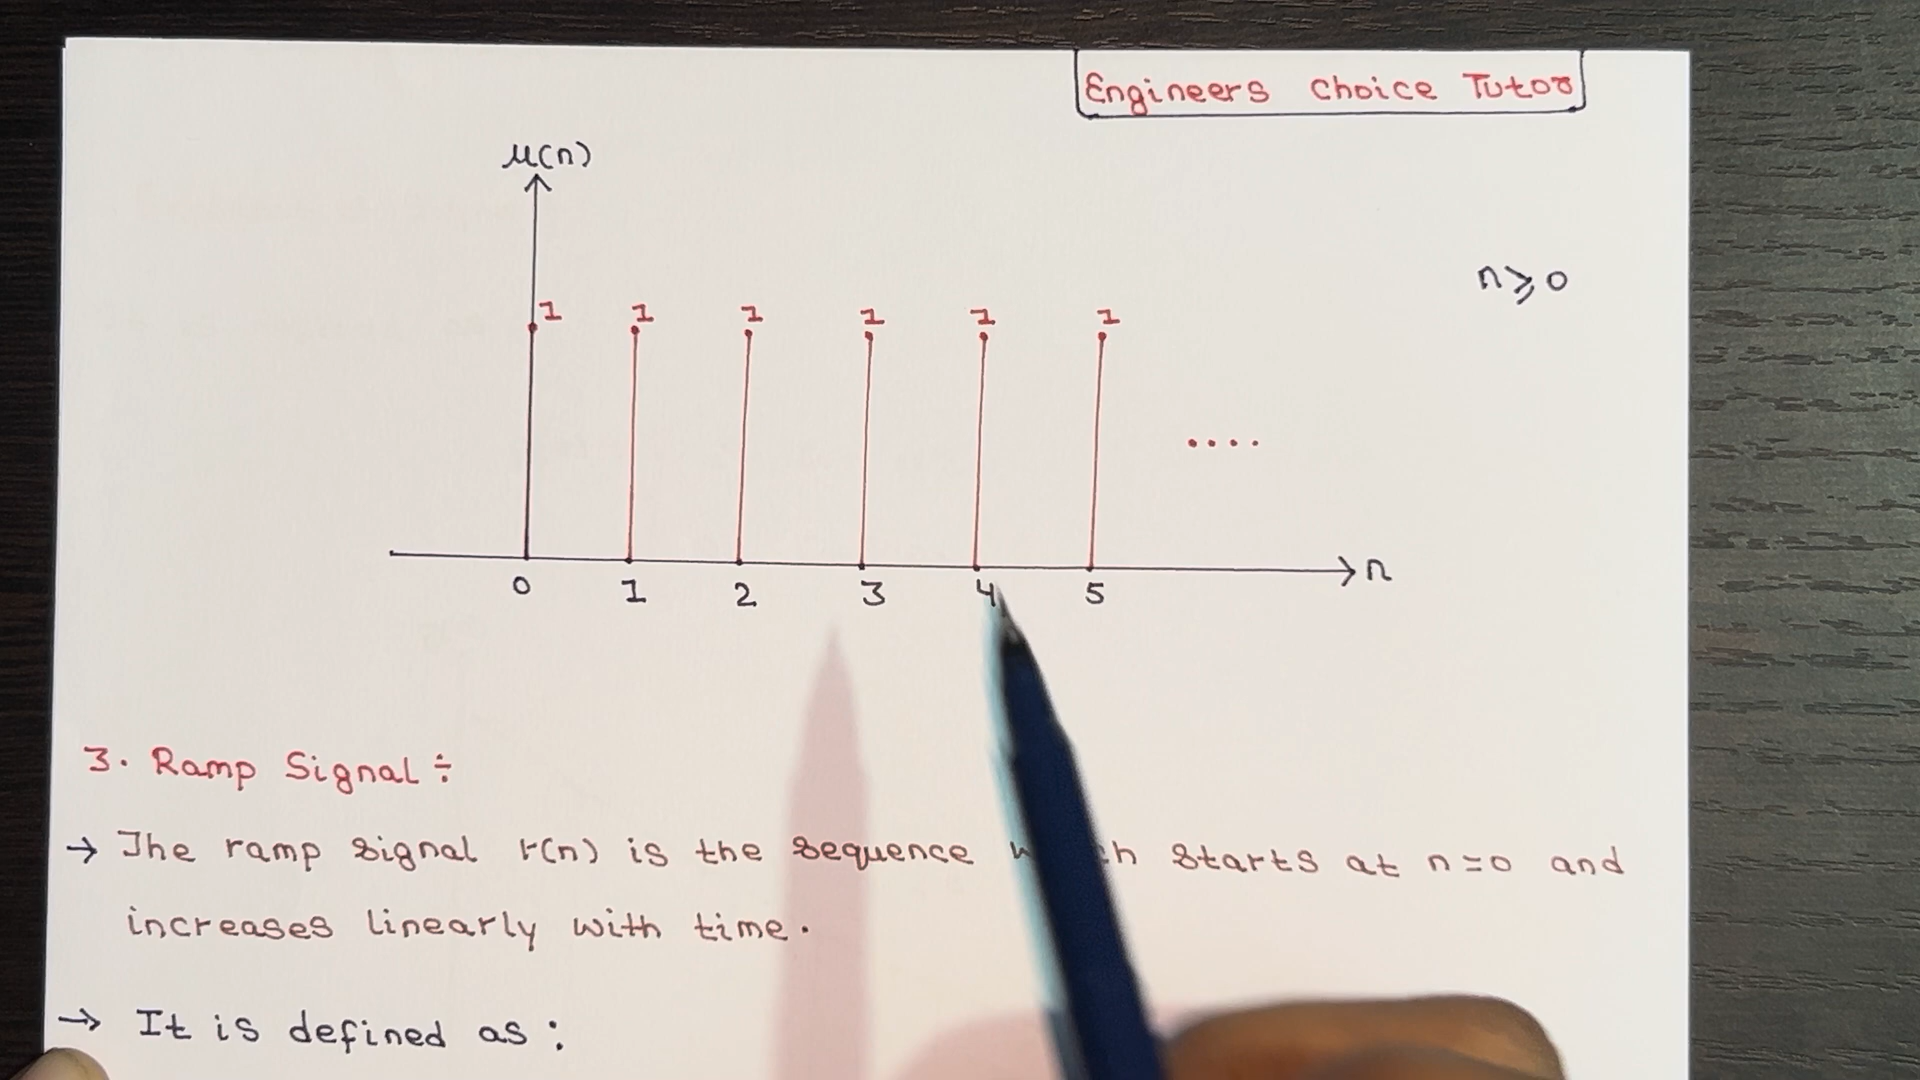 Engineers Choice Tutor
μ(n)
n ≥ 0
1 1 1 1 1 1
....
n
0 1 2 3 4 5
3. Ramp Signal ÷
→ The ramp signal r(n) is the sequence starts at n=0 and
increases linearly with time.
→ It is defined as :